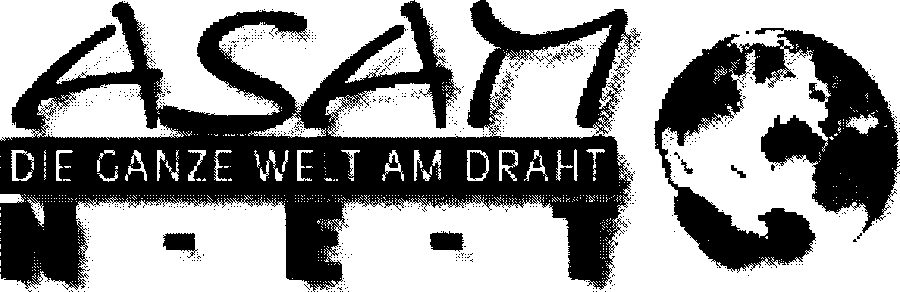 ASAM
DIE GANZE WELT AM DRAHT
N - E - T